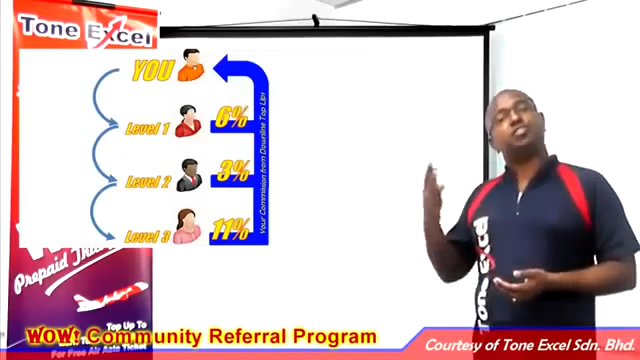 Tone Excel
YOU
Level 1
6%
Level 2
3%
Level 3
11%
Your Commission from Downline Top Ups
Prepaid That
Top Up To
For Free Air Asia Ticket
Tone Excel
WOW! Community Referral Program
Courtesy of Tone Excel Sdn. Bhd.